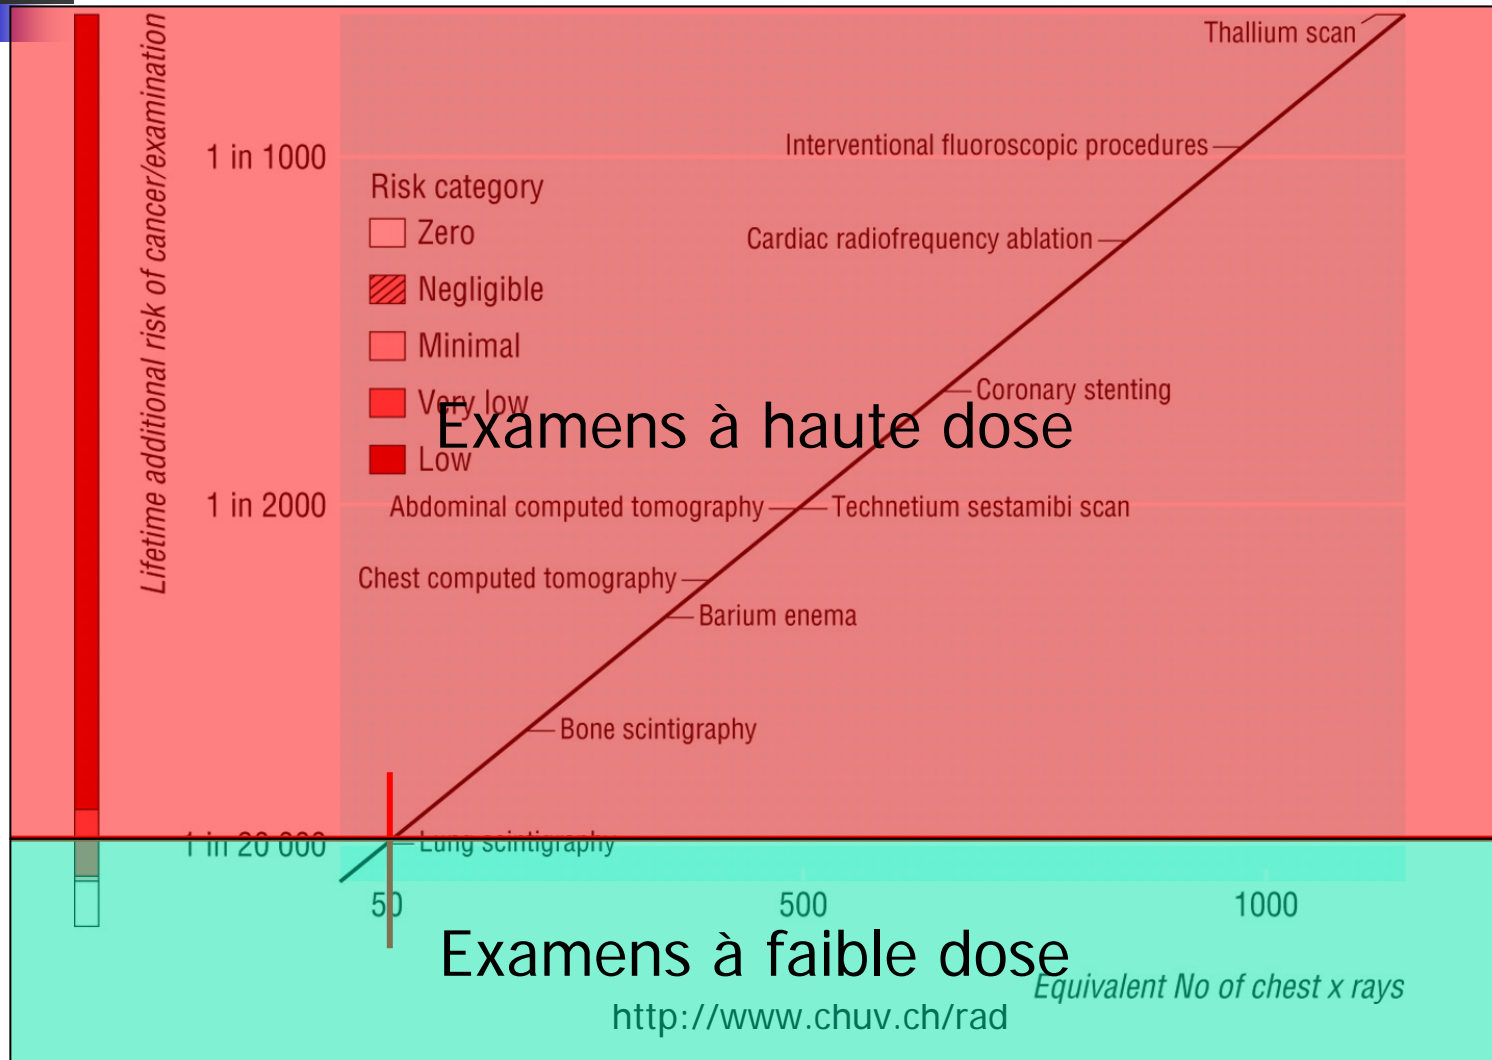 Lifetime additional risk of cancer/examination
Thallium scan
Interventional fluoroscopic procedures
1 in 1000
Risk category
Zero
Cardiac radiofrequency ablation
Negligible
Minimal
Coronary stenting
Very low
Examens à haute dose
Low
1 in 2000
Abdominal computed tomography
Technetium sestamibi scan
Chest computed tomography
Barium enema
Bone scintigraphy
1 in 20 000
Lung scintigraphy
50
500
1000
Examens à faible dose
Equivalent No of chest x rays
http://www.chuv.ch/rad